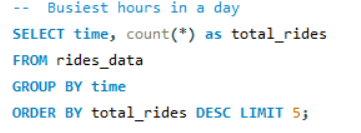 -- Busiest hours in a day
SELECT time, count(*) as total_rides
FROM rides_data
GROUP BY time
ORDER BY total_rides DESC LIMIT 5;